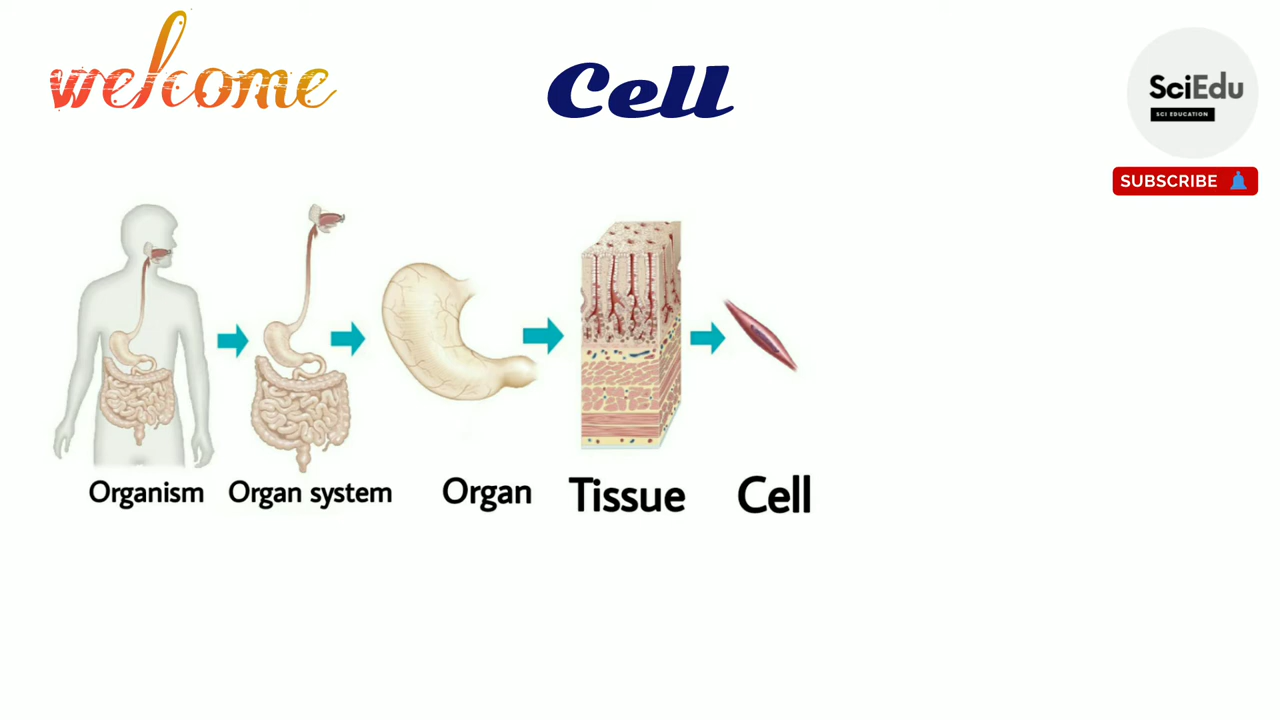 welcome
Cell
SciEdu
SCI EDUCATION
SUBSCRIBE
Organism
Organ system
Organ
Tissue
Cell